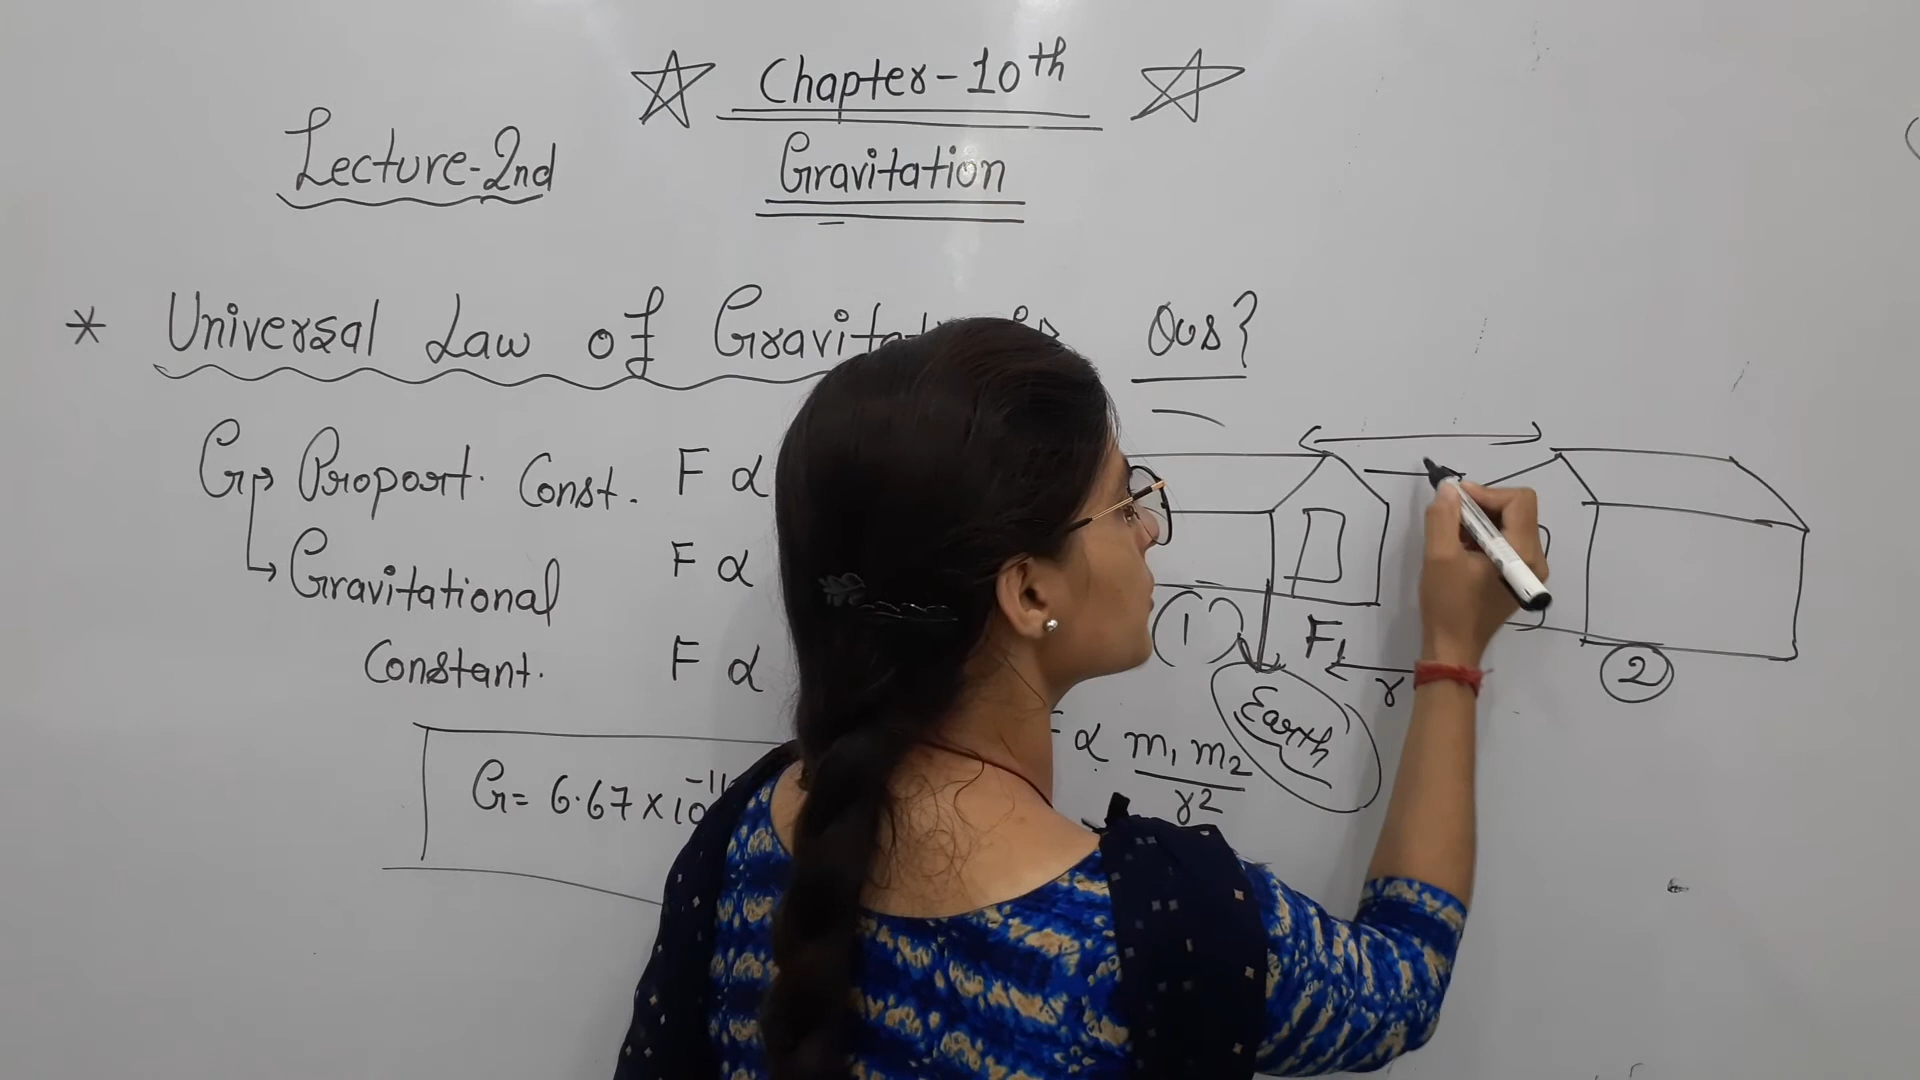 Chapter-10th
Lecture-2nd
Gravitation
* Universal Law of
Qus?
G→ Proport. Const.
F α
Gravitational
F α
Constant.
F α
1
F1
r
2
Earth
α m1 m2
r2
G= 6.67×10